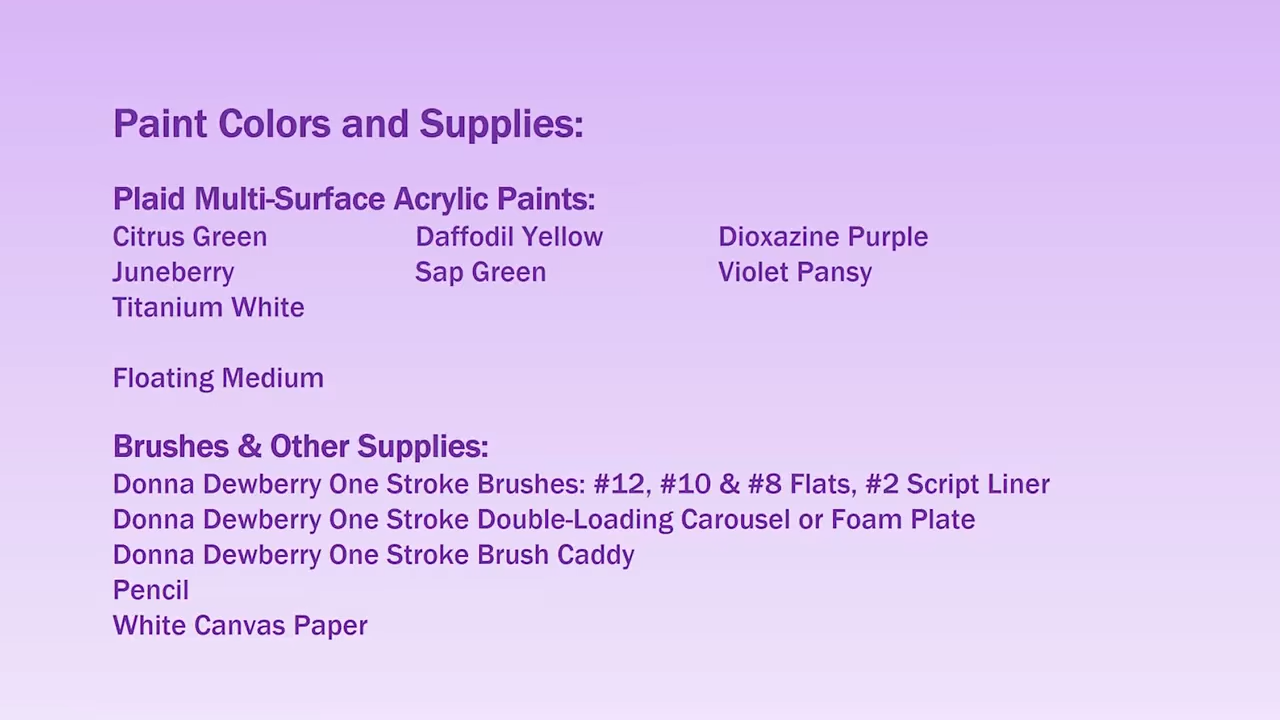 Paint Colors and Supplies:
Plaid Multi-Surface Acrylic Paints:
Citrus Green Daffodil Yellow Dioxazine Purple
Juneberry Sap Green Violet Pansy
Titanium White
Floating Medium
Brushes & Other Supplies:
Donna Dewberry One Stroke Brushes: #12, #10 & #8 Flats, #2 Script Liner
Donna Dewberry One Stroke Double-Loading Carousel or Foam Plate
Donna Dewberry One Stroke Brush Caddy
Pencil
White Canvas Paper